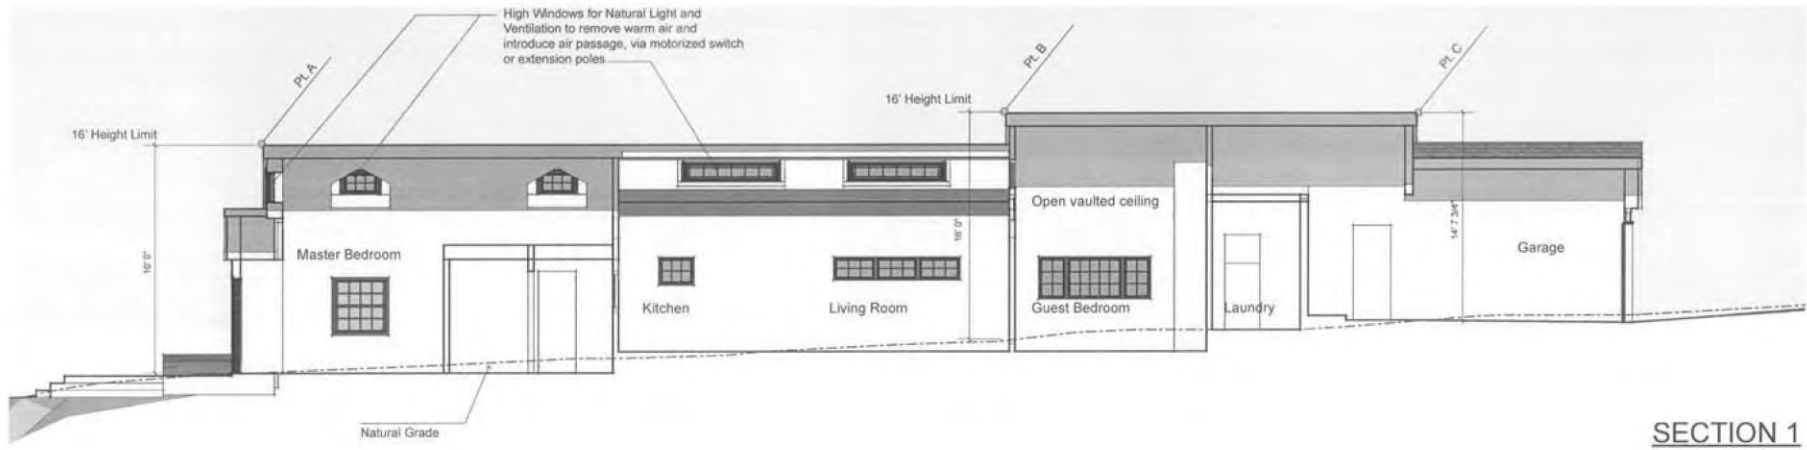 High Windows for Natural Light and
Ventilation to remove warm air and
introduce air passage, via motorized switch
or extension poles
Pt. A
Pt. B
Pt. C
16' Height Limit
16' Height Limit
16' 0"
16' 0"
14' 7 3/4"
Master Bedroom
Open vaulted ceiling
Garage
Kitchen
Living Room
Guest Bedroom
Laundry
Natural Grade
SECTION 1